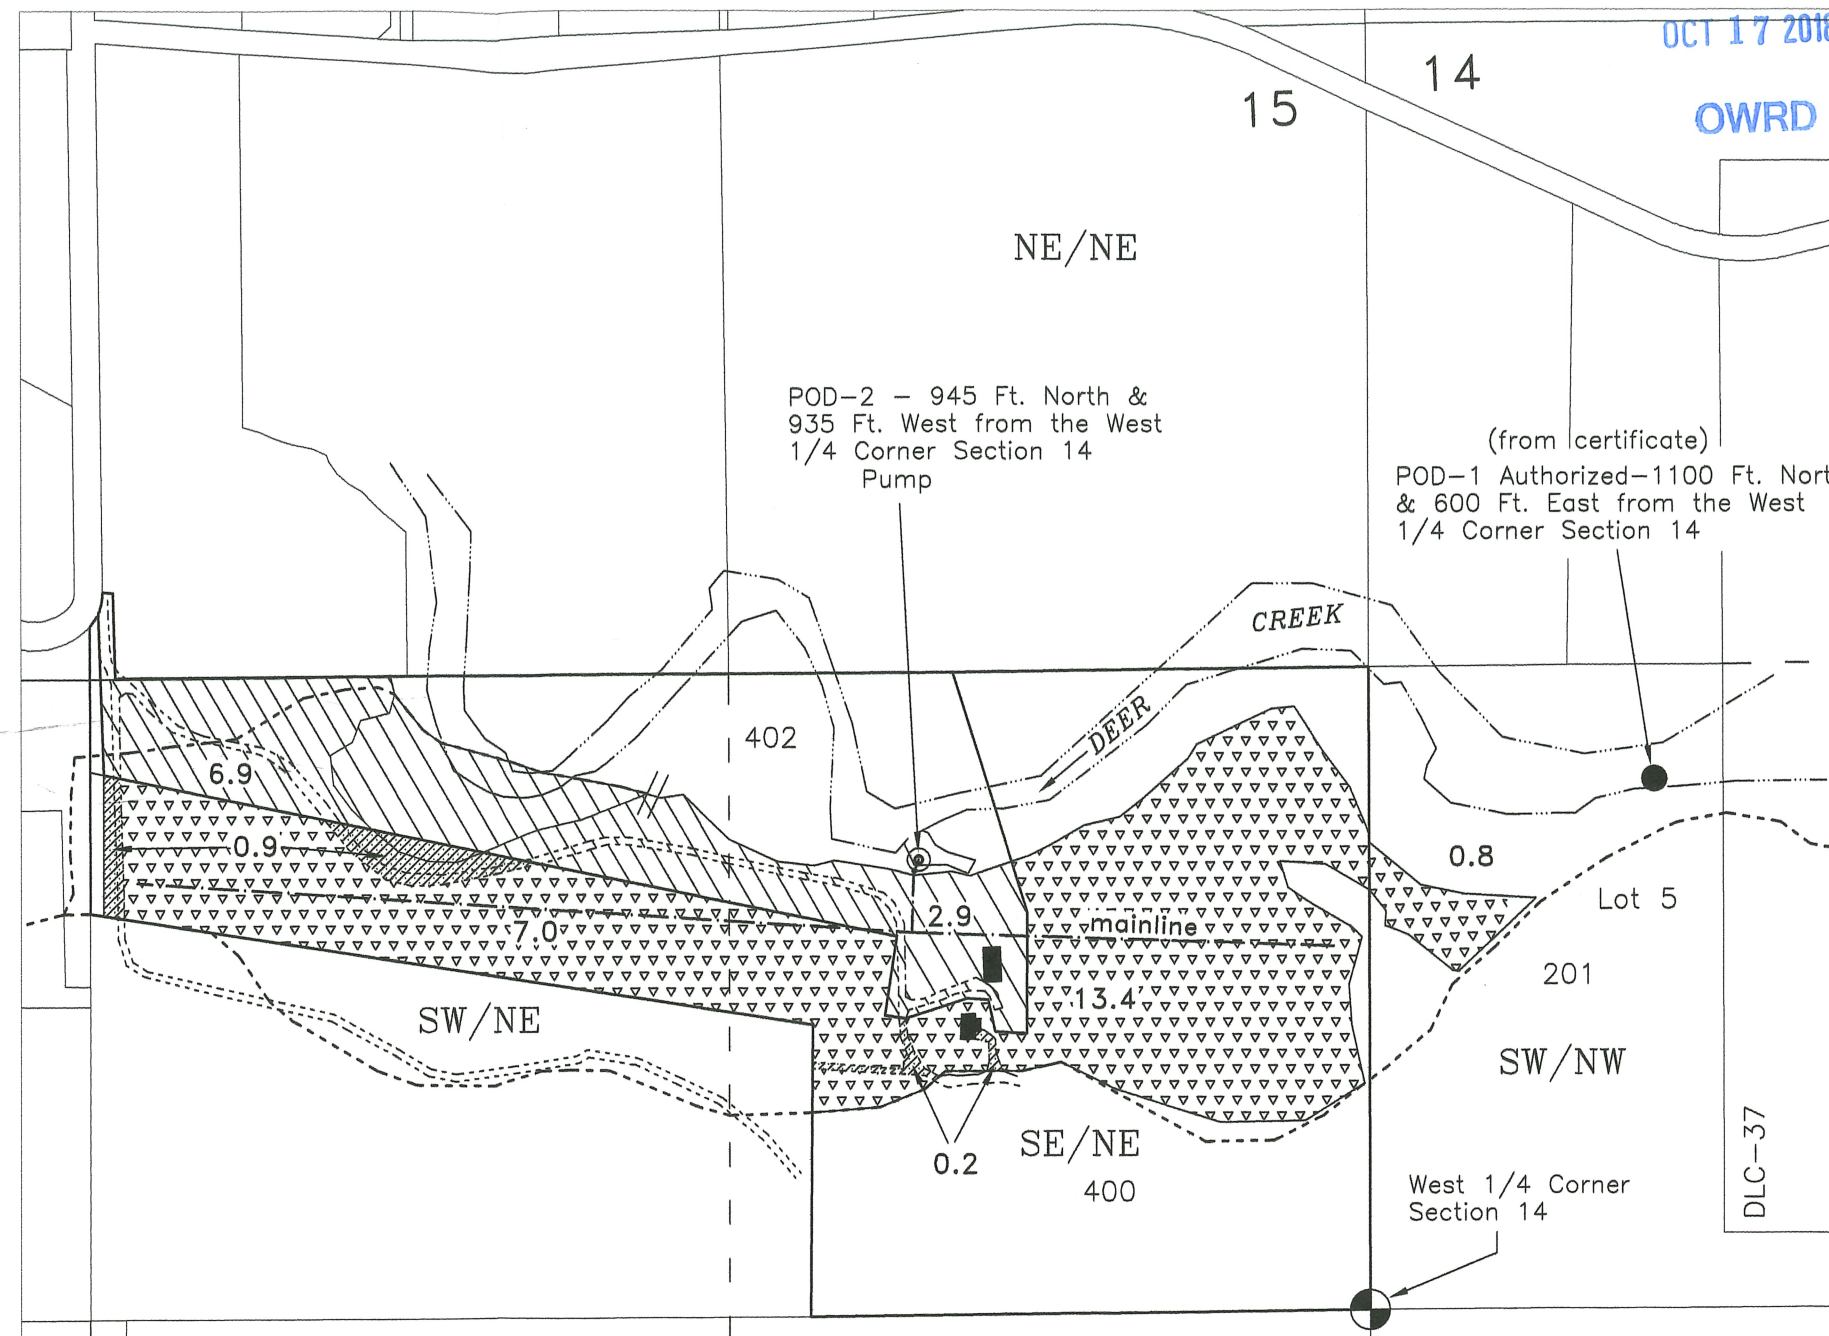 OCT 17 2018
14
15
OWRD
NE/NE
POD-2 - 945 Ft. North &
935 Ft. West from the West
1/4 Corner Section 14
Pump
(from certificate)
POD-1 Authorized-1100 Ft. Nort
& 600 Ft. East from the West
1/4 Corner Section 14
CREEK
DEER
402
6.9
0.9
0.8
Lot 5
2.9
mainline
7.0
201
13.4
SW/NE
SW/NW
SE/NE
0.2
400
DLC-37
West 1/4 Corner
Section 14